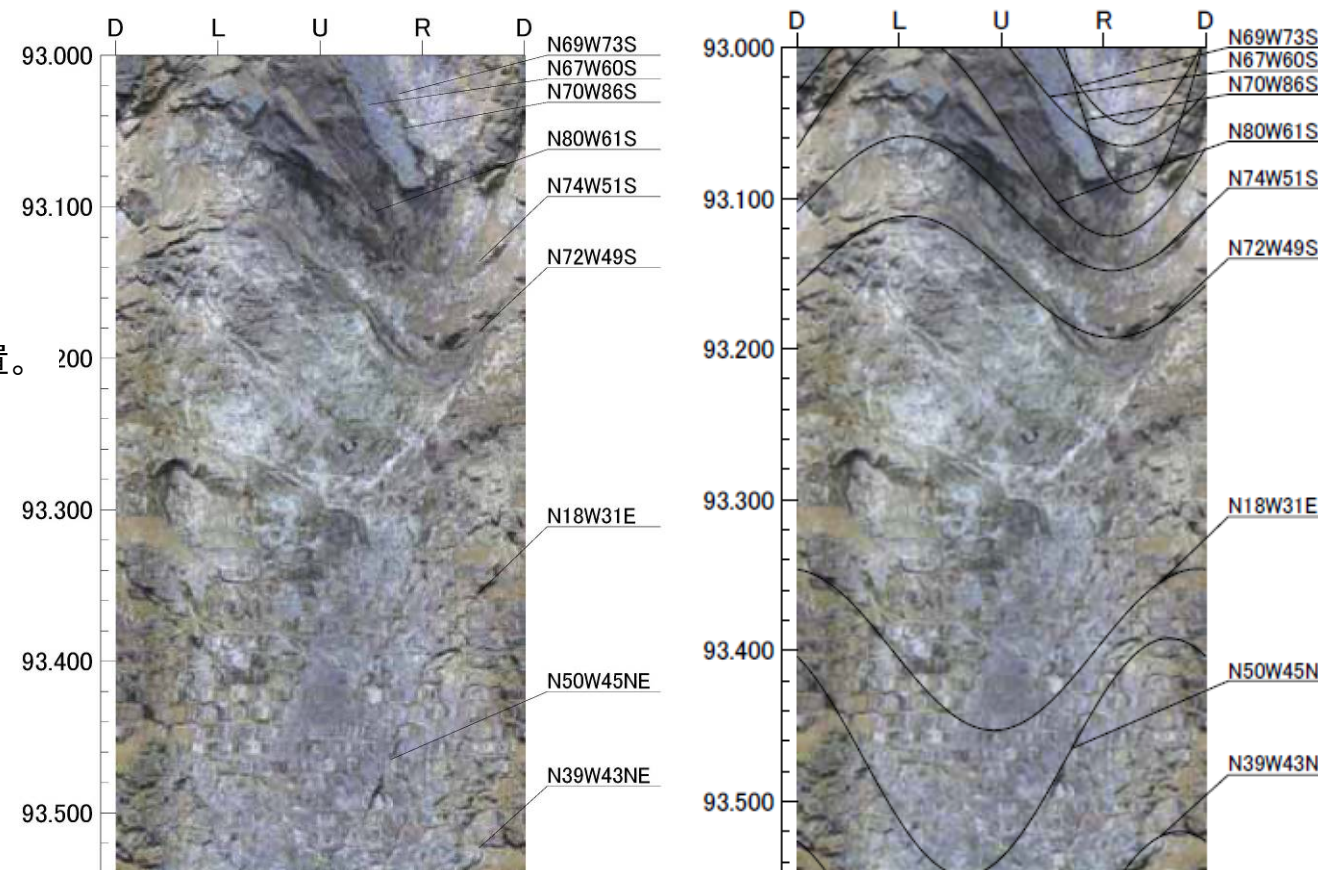 D L U R D
93.000
N69W73S
N67W60S
N70W86S
N80W61S
93.100
N74W51S
N72W49S
量。
200
93.300
N18W31E
93.400
N50W45NE
N39W43NE
93.500
D L U R D
93.000
N69W73S
N67W60S
N70W86S
N80W61S
93.100
N74W51S
N72W49S
93.200
93.300
N18W31E
93.400
N50W45N
N39W43N
93.500